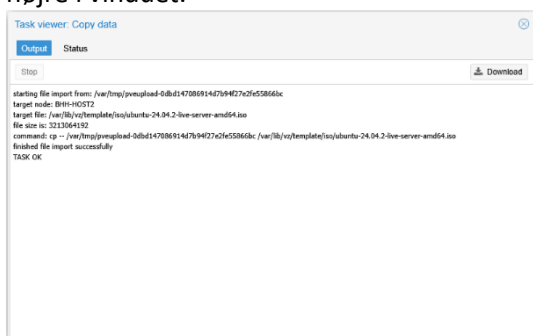 højre i vinduet.
Task viewer: Copy data
Output Status
Stop Download
starting file import from: /var/tmp/pveupload-0dbd147086914d7b94f27e2fe55866bc
target node: BHH-HOST2
target file: /var/lib/vz/template/iso/ubuntu-24.04.2-live-server-amd64.iso
file size is: 3213064192
command: cp -- /var/tmp/pveupload-0dbd147086914d7b94f27e2fe55866bc /var/lib/vz/template/iso/ubuntu-24.04.2-live-server-amd64.iso
finished file import successfully
TASK OK